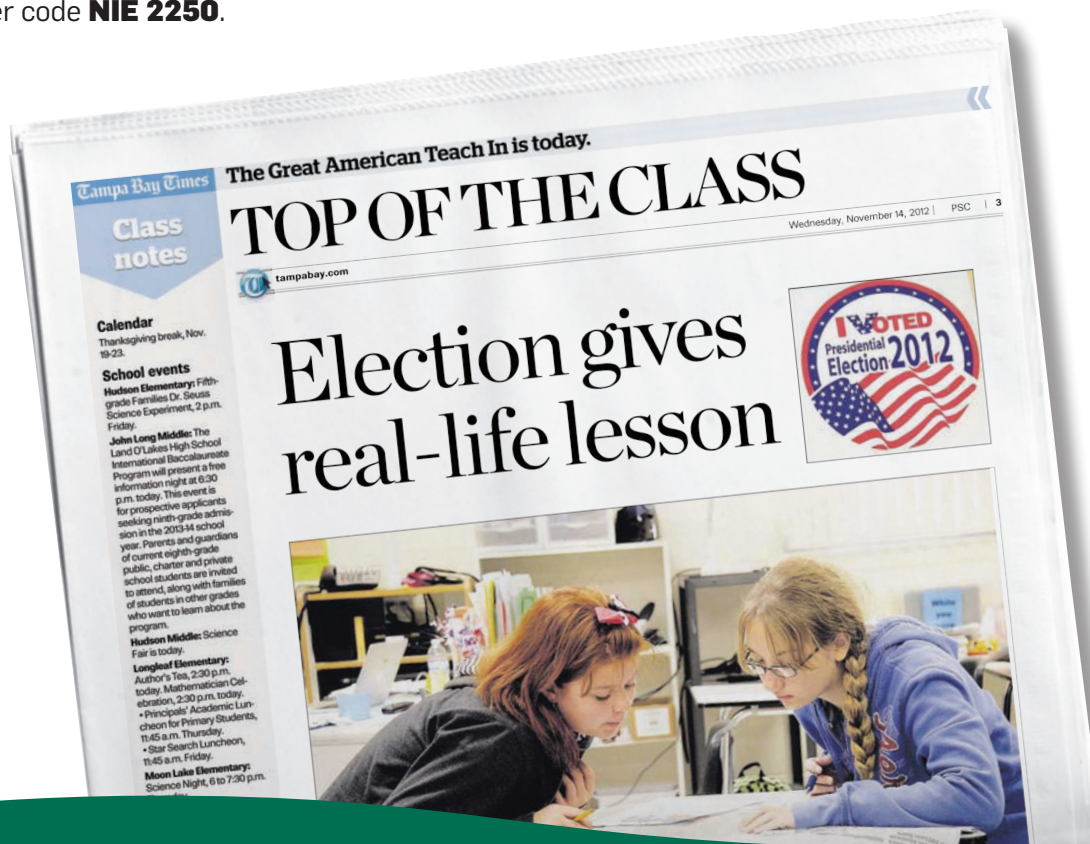 er code NIE 2250.
The Great American Teach In is today.
Tampa Bay Times
Class
notes
TOP OF THE CLASS
Wednesday, November 14, 2012 | PSC | 3
tampabay.com
Calendar
Thanksgiving break, Nov.
19-23.
School events
Hudson Elementary: Fifth-
grade Families Dr. Seuss
Science Experiment, 2 p.m.
Friday.
John Long Middle: The
Land O'Lakes High School
International Baccalaureate
Program will present a free
information night at 6:30
p.m. today. This event is
for prospective applicants
seeking ninth-grade admis-
sion in the 2013-14 school
year. Parents and guardians
of current eighth-grade
public, charter and private
school students are invited
to attend, along with families
of students in other grades
who want to learn about the
program.
Hudson Middle: Science
Fair is today.
Longleaf Elementary:
Author's Tea, 2:30 p.m.
today. Mathematician Cel-
ebration, 2:30 p.m. today.
• Principals' Academic Lun-
cheon for Primary Students,
11:45 a.m. Thursday.
• Star Search Luncheon,
11:45 a.m. Friday.
Moon Lake Elementary:
Science Night, 6 to 7:30 p.m.
Election gives
real-life lesson
I VOTED
Presidential
Election 2012
White